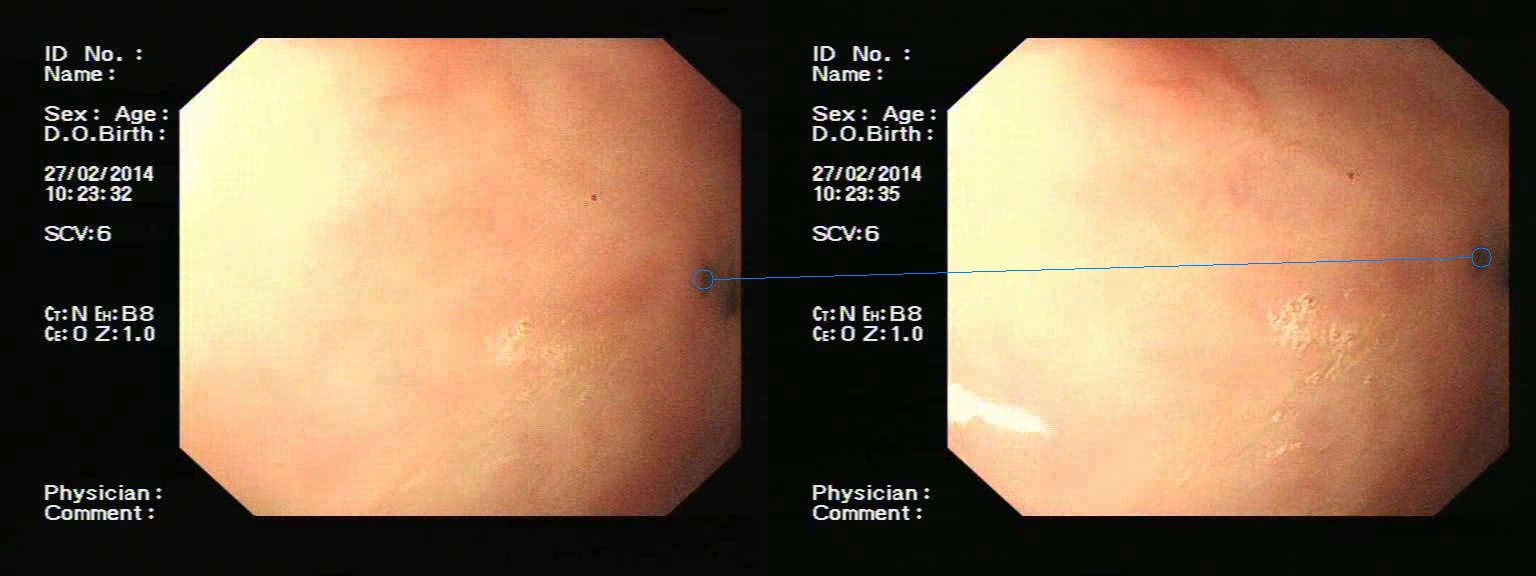 ID No. :
Name:
Sex: Age:
D.O.Birth:
27/02/2014
10:23:32
SCV:6
CT:N EH:B8
CE:0 Z:1.0
Physician:
Comment:
ID No. :
Name:
Sex: Age:
D.O.Birth:
27/02/2014
10:23:35
SCV:6
CT:N EH:B8
CE:0 Z:1.0
Physician:
Comment: